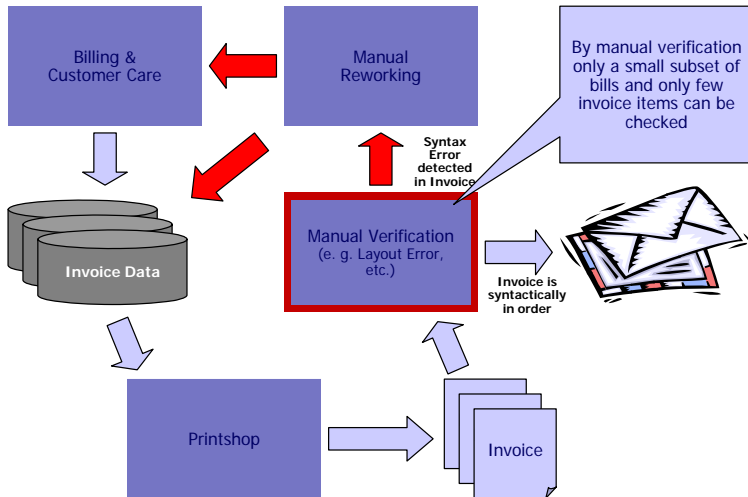 Billing &
Customer Care
Manual
Reworking
By manual verification
only a small subset of
bills and only few
invoice items can be
checked
Syntax
Error
detected
in Invoice
Invoice Data
Manual Verification
(e. g. Layout Error,
etc.)
Invoice is
syntactically
in order
Printshop
Invoice